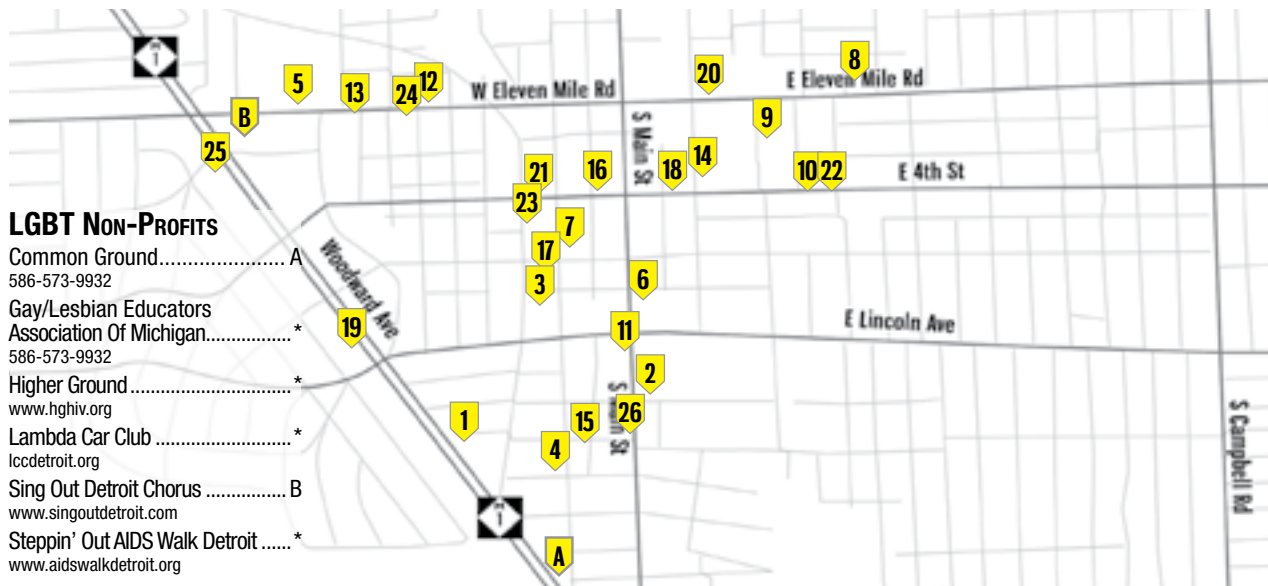 M
1
5
13
24
12
W Eleven Mile Rd
20
8
E Eleven Mile Rd
B
25
9
S Main St
21
16
18
14
10
22
E 4th St
23
7
17
3
6
Woodward Ave
19
11
E Lincoln Ave
2
1
15
26
S Main St
4
S Campbell Rd
M
1
A
LGBT NON-PROFITS
Common Ground...................... A
586-573-9932
Gay/Lesbian Educators
Association Of Michigan................. *
586-573-9932
Higher Ground ................................ *
www.hghiv.org
Lambda Car Club ........................... *
lccdetroit.org
Sing Out Detroit Chorus ................ B
www.singoutdetroit.com
Steppin' Out AIDS Walk Detroit ...... *
www.aidswalkdetroit.org